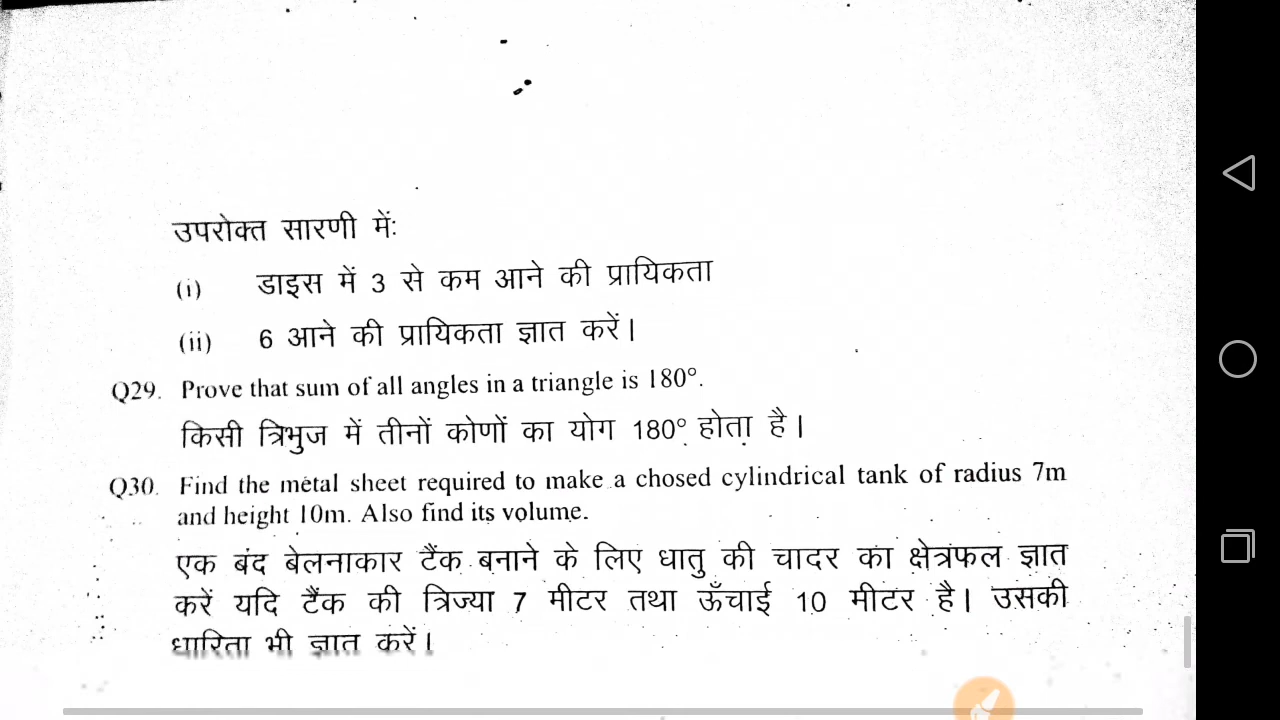 उपरोक्त सारणी में:
(i) डाइस में 3 से कम आने की प्रायिकता
(ii) 6 आने की प्रायिकता ज्ञात करें।
Q29. Prove that sum of all angles in a triangle is 180°.
किसी त्रिभुज में तीनों कोणों का योग 180° होता है।
Q30. Find the metal sheet required to make a chosed cylindrical tank of radius 7m
and height 10m. Also find its volume.
एक बंद बेलनाकार टैंक बनाने के लिए धातु की चादर का क्षेत्रफल ज्ञात
करें यदि टैंक की त्रिज्या 7 मीटर तथा ऊँचाई 10 मीटर है। उसकी
धारिता भी ज्ञात करें।